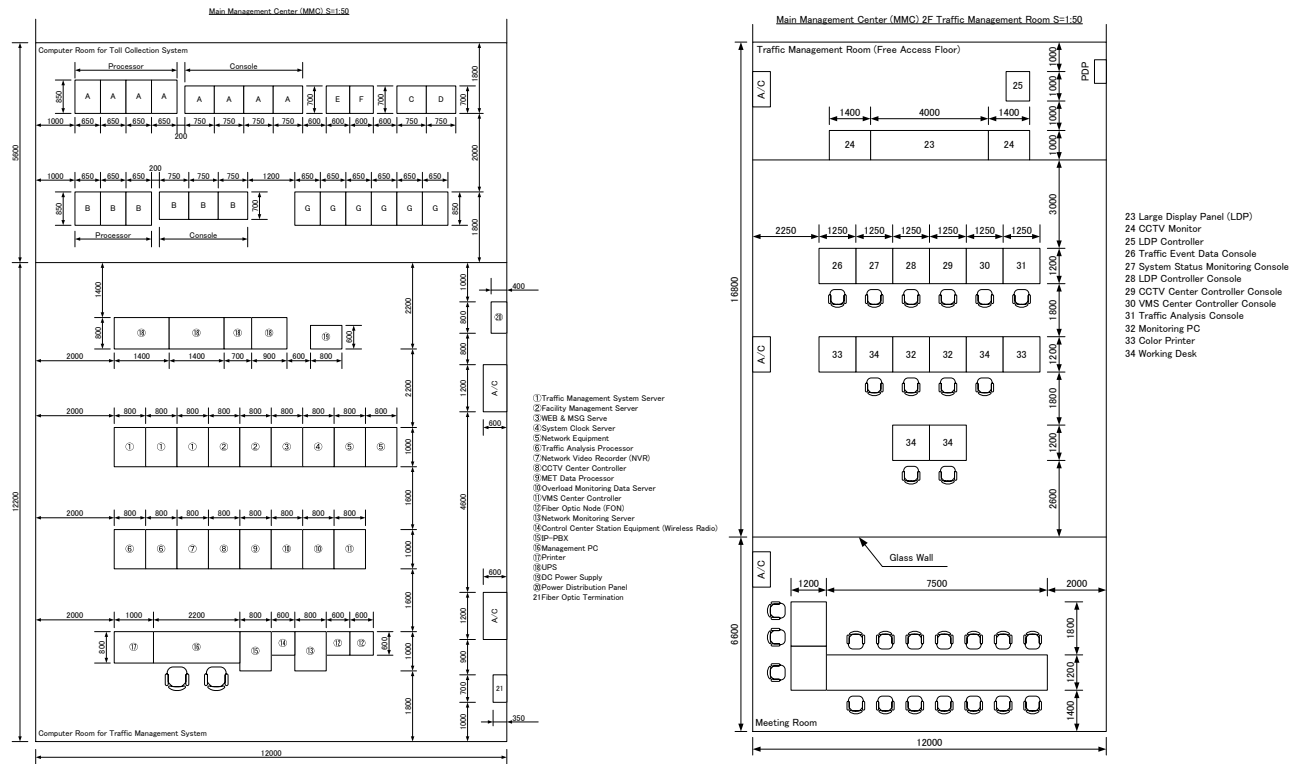 Main Management Center (MMC) S=1:50
Computer Room for Toll Collection System
Processor
Console
A A A A
A A A A
E F
C D
850
700
700
700
1800
1000 650 650 650 650 750 750 750 750 600 600 600 750 750
200
5600
2000
200
1000 650 650 650 750 750 750 1200 650 650 650 650 650 650
850
B B B
B B B
700
G G G G G G
850
1800
Processor
Console
1400
2200
1000
400
800
⑱ ⑱ ⑱ ⑱
⑲
600
800
⑳
2000 1400 1400 700 900 600 800
800
2200
1200
A/C
600
2000 800 800 800 800 800 800 800 800 800
① ① ① ② ② ③ ④ ⑤ ⑤
1000
12200
1600
4600
2000 800 800 800 800 800 800 800 800
⑥ ⑥ ⑦ ⑧ ⑨ ⑩ ⑩ ⑪
1000
1600
600
1200
A/C
2000 1000 2200 800 600 800 600 600
800
⑰ ⑯ ⑮ ⑭ ⑬ ⑫ ⑫
600
1000
900
700
21
1800
1000
350
Computer Room for Traffic Management System
12000
①Traffic Management System Server
②Facility Management Server
③WEB & MSG Serve
④System Clock Server
⑤Network Equipment
⑥Traffic Analysis Processor
⑦Network Video Recorder (NVR)
⑧CCTV Center Controller
⑨MET Data Processor
⑩Overload Monitoring Data Server
⑪VMS Center Controller
⑫Fiber Optic Node (FON)
⑬Network Monitoring Server
⑭Control Center Station Equipment (Wireless Radio)
⑮IP-PBX
⑯Management PC
⑰Printer
⑱UPS
⑲DC Power Supply
⑳Power Distribution Panel
21Fiber Optic Termination
Main Management Center (MMC) 2F Traffic Management Room S=1:50
Traffic Management Room (Free Access Floor)
A/C
PDP
25
1000
1000
1000
1000
1400 4000 1400
24 23 24
3000
2250 1250 1250 1250 1250 1250 1250
26 27 28 29 30 31
1200
16800
1800
A/C
33 34 32 32 34 33
1200
1800
34 34
1200
2600
Glass Wall
A/C
1200 7500 2000
6600
1800
1200
1400
Meeting Room
12000
23 Large Display Panel (LDP)
24 CCTV Monitor
25 LDP Controller
26 Traffic Event Data Console
27 System Status Monitoring Console
28 LDP Controller Console
29 CCTV Center Controller Console
30 VMS Center Controller Console
31 Traffic Analysis Console
32 Monitoring PC
33 Color Printer
34 Working Desk